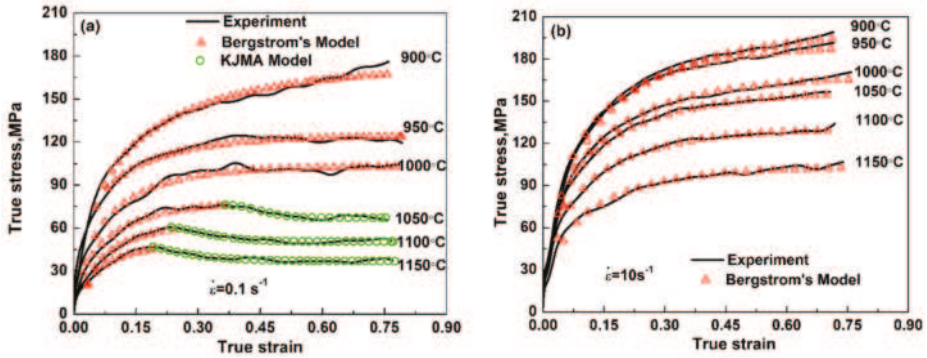 (a)
Experiment
Bergstrom's Model
KJMA Model
900°C
950°C
1000°C
1050°C
1100°C
1150°C
ε̇=0.1 s⁻¹
True stress,MPa
210
180
150
120
90
60
30
0
0.00 0.15 0.30 0.45 0.60 0.75 0.90
True strain
(b)
900°C
950°C
1000°C
1050°C
1100°C
1150°C
Experiment
Bergstrom's Model
ε̇=10s⁻¹
True stress,MPa
210
180
150
120
90
60
30
0
0.00 0.15 0.30 0.45 0.60 0.75 0.90
True strain